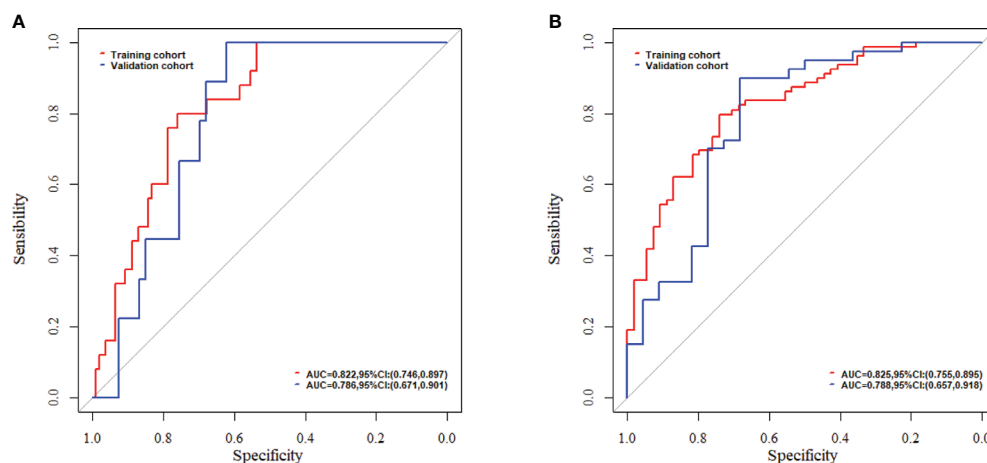 A
Training cohort
Validation cohort
Sensibility
1.0
0.8
0.6
0.4
0.2
0.0
AUC=0.822,95%CI:(0.746,0.897)
AUC=0.786,95%CI:(0.671,0.901)
1.0 0.8 0.6 0.4 0.2 0.0
Specificity
B
Training cohort
Validation cohort
Sensibility
1.0
0.8
0.6
0.4
0.2
0.0
AUC=0.825,95%CI:(0.755,0.895)
AUC=0.788,95%CI:(0.657,0.918)
1.0 0.8 0.6 0.4 0.2 0.0
Specificity